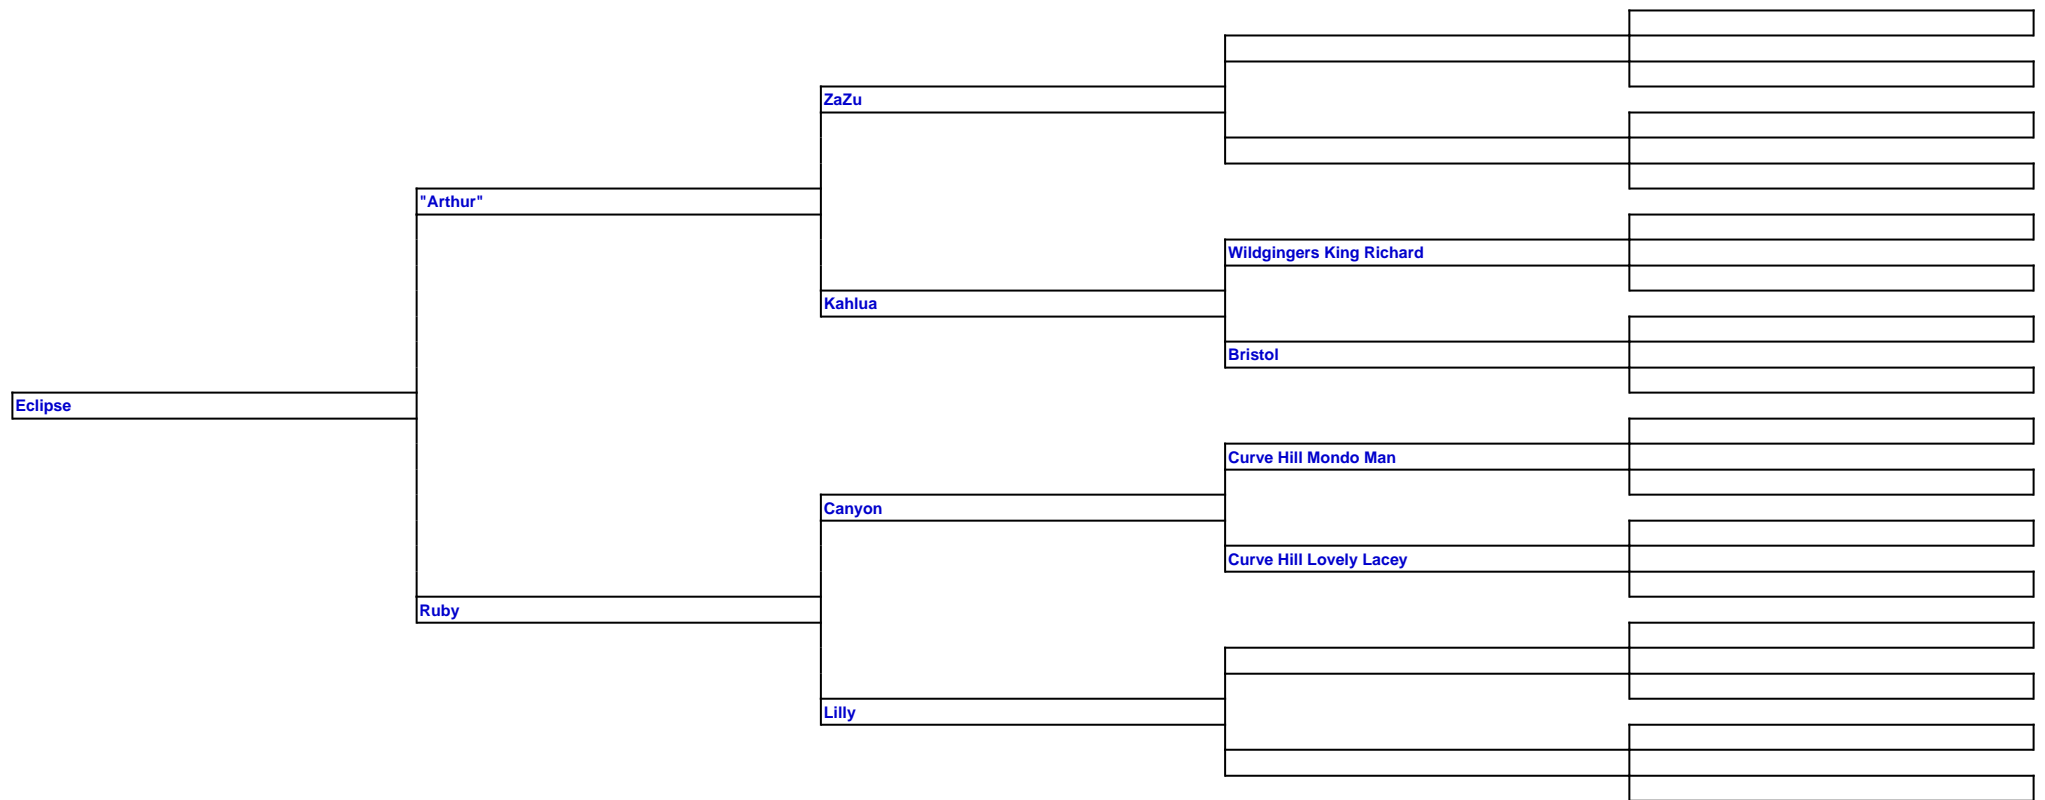 ZaZu
"Arthur"
Wildgingers King Richard
Kahlua
Bristol
Eclipse
Curve Hill Mondo Man
Canyon
Curve Hill Lovely Lacey
Ruby
Lilly